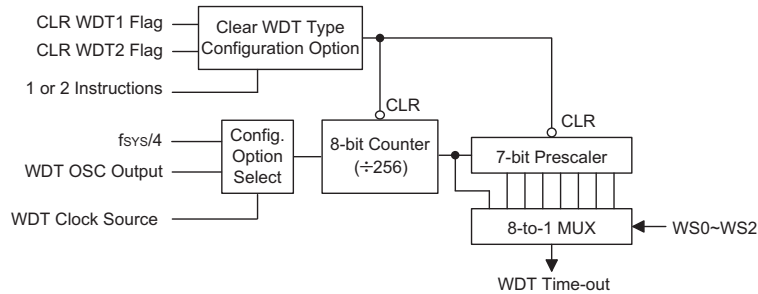 CLR WDT1 Flag
CLR WDT2 Flag
1 or 2 Instructions
Clear WDT Type
Configuration Option
CLR
CLR
fSYS/4
WDT OSC Output
WDT Clock Source
Config.
Option
Select
8-bit Counter
(÷256)
7-bit Prescaler
8-to-1 MUX
WS0~WS2
WDT Time-out